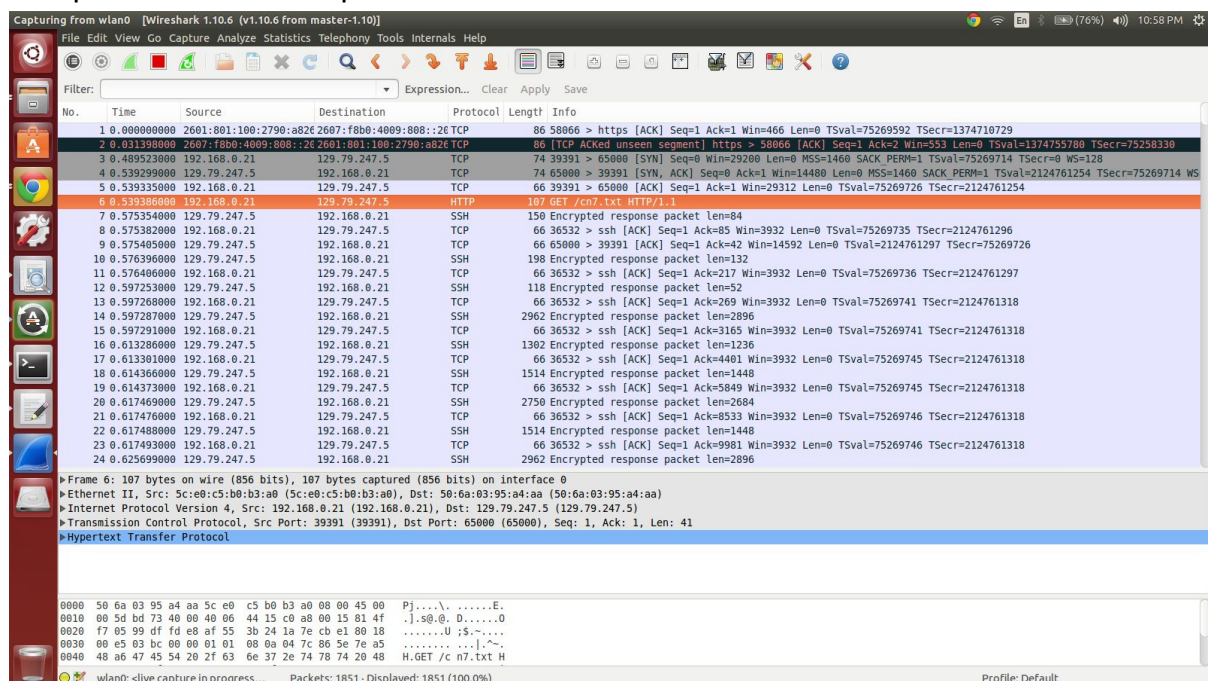 Capturing from wlan0 [Wireshark 1.10.6 (v1.10.6 from master-1.10)]
En (76%) 10:58 PM
File Edit View Go Capture Analyze Statistics Telephony Tools Internals Help
Filter: Expression... Clear Apply Save
No. Time Source Destination Protocol Length Info
1 0.000000000 2601:801:100:2790:a826 2607:f8b0:4009:808::20 TCP 86 58066 > https [ACK] Seq=1 Ack=1 Win=466 Len=0 TSval=75269592 TSecr=1374710729
2 0.031398000 2607:f8b0:4009:808::20 2601:801:100:2790:a826 TCP 86 [TCP ACKed unseen segment] https > 58066 [ACK] Seq=1 Ack=2 Win=553 Len=0 TSval=1374755780 TSecr=75258330
3 0.489523000 192.168.0.21 129.79.247.5 TCP 74 39391 > 65000 [SYN] Seq=0 Win=29200 Len=0 MSS=1460 SACK_PERM=1 TSval=75269714 TSecr=0 WS=128
4 0.539299000 129.79.247.5 192.168.0.21 TCP 74 65000 > 39391 [SYN, ACK] Seq=0 Ack=1 Win=14480 Len=0 MSS=1460 SACK_PERM=1 TSval=2124761254 TSecr=75269714 WS
5 0.539335000 192.168.0.21 129.79.247.5 TCP 66 39391 > 65000 [ACK] Seq=1 Ack=1 Win=29312 Len=0 TSval=75269726 TSecr=2124761254
6 0.539386000 192.168.0.21 129.79.247.5 HTTP 107 GET /cn7.txt HTTP/1.1
7 0.575354000 129.79.247.5 192.168.0.21 SSH 150 Encrypted response packet len=84
8 0.575382000 192.168.0.21 129.79.247.5 TCP 66 36532 > ssh [ACK] Seq=1 Ack=85 Win=3932 Len=0 TSval=75269735 TSecr=2124761296
9 0.575405000 129.79.247.5 192.168.0.21 TCP 66 65000 > 39391 [ACK] Seq=1 Ack=42 Win=14592 Len=0 TSval=2124761297 TSecr=75269726
10 0.576396000 129.79.247.5 192.168.0.21 SSH 198 Encrypted response packet len=132
11 0.576406000 192.168.0.21 129.79.247.5 TCP 66 36532 > ssh [ACK] Seq=1 Ack=217 Win=3932 Len=0 TSval=75269736 TSecr=2124761297
12 0.597253000 129.79.247.5 192.168.0.21 SSH 118 Encrypted response packet len=52
13 0.597268000 192.168.0.21 129.79.247.5 TCP 66 36532 > ssh [ACK] Seq=1 Ack=269 Win=3932 Len=0 TSval=75269741 TSecr=2124761318
14 0.597287000 129.79.247.5 192.168.0.21 SSH 2962 Encrypted response packet len=2896
15 0.597291000 192.168.0.21 129.79.247.5 TCP 66 36532 > ssh [ACK] Seq=1 Ack=3165 Win=3932 Len=0 TSval=75269741 TSecr=2124761318
16 0.613286000 129.79.247.5 192.168.0.21 SSH 1302 Encrypted response packet len=1236
17 0.613301000 192.168.0.21 129.79.247.5 TCP 66 36532 > ssh [ACK] Seq=1 Ack=4401 Win=3932 Len=0 TSval=75269745 TSecr=2124761318
18 0.614366000 129.79.247.5 192.168.0.21 SSH 1514 Encrypted response packet len=1448
19 0.614373000 192.168.0.21 129.79.247.5 TCP 66 36532 > ssh [ACK] Seq=1 Ack=5849 Win=3932 Len=0 TSval=75269745 TSecr=2124761318
20 0.617469000 129.79.247.5 192.168.0.21 SSH 2750 Encrypted response packet len=2684
21 0.617476000 192.168.0.21 129.79.247.5 TCP 66 36532 > ssh [ACK] Seq=1 Ack=8533 Win=3932 Len=0 TSval=75269746 TSecr=2124761318
22 0.617488000 129.79.247.5 192.168.0.21 SSH 1514 Encrypted response packet len=1448
23 0.617493000 192.168.0.21 129.79.247.5 TCP 66 36532 > ssh [ACK] Seq=1 Ack=9981 Win=3932 Len=0 TSval=75269746 TSecr=2124761318
24 0.625699000 129.79.247.5 192.168.0.21 SSH 2962 Encrypted response packet len=2896
Frame 6: 107 bytes on wire (856 bits), 107 bytes captured (856 bits) on interface 0
Ethernet II, Src: 5c:e0:c5:b0:b3:a0 (5c:e0:c5:b0:b3:a0), Dst: 50:6a:03:95:a4:aa (50:6a:03:95:a4:aa)
Internet Protocol Version 4, Src: 192.168.0.21 (192.168.0.21), Dst: 129.79.247.5 (129.79.247.5)
Transmission Control Protocol, Src Port: 39391 (39391), Dst Port: 65000 (65000), Seq: 1, Ack: 1, Len: 41
Hypertext Transfer Protocol
0000 50 6a 03 95 a4 aa 5c e0 c5 b0 b3 a0 08 00 45 00 Pj....\. ......E.
0010 00 5d bd 73 40 00 40 06 44 15 c0 a8 00 15 81 4f .].s@.@. D......O
0020 f7 05 99 df fd e8 af 55 3b 24 1a 7e cb e1 80 18 .......U ;$.~....
0030 00 e5 03 bc 00 00 01 01 08 0a 04 7c 86 5e 7e a5 ........ ...|.^~.
0040 48 a6 47 45 54 20 2f 63 6e 37 2e 74 78 74 20 48 H.GET /c n7.txt H
wlan0: <live capture in progress... Packets: 1851 · Displayed: 1851 (100.0%) Profile: Default